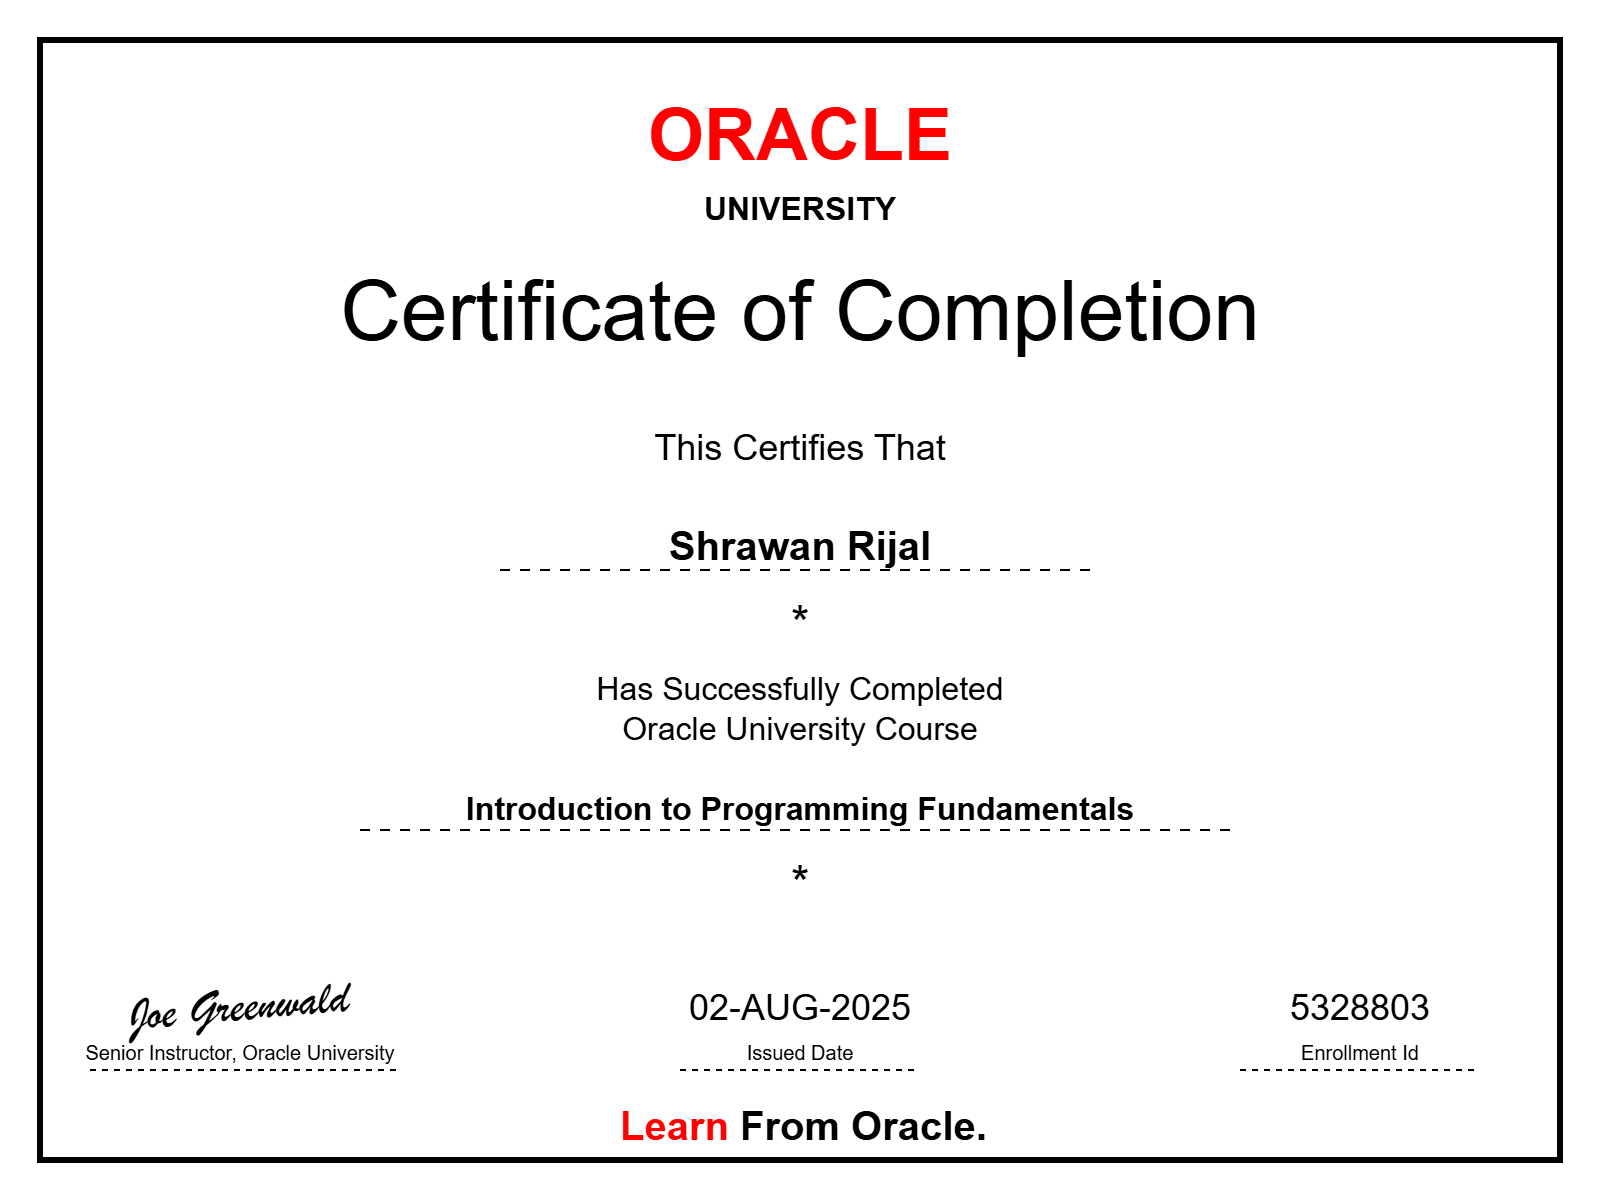 ORACLE
UNIVERSITY
Certificate of Completion
This Certifies That
Shrawan Rijal
*
Has Successfully Completed
Oracle University Course
Introduction to Programming Fundamentals
*
Joe Greenwald
Senior Instructor, Oracle University
02-AUG-2025
Issued Date
5328803
Enrollment Id
Learn From Oracle.